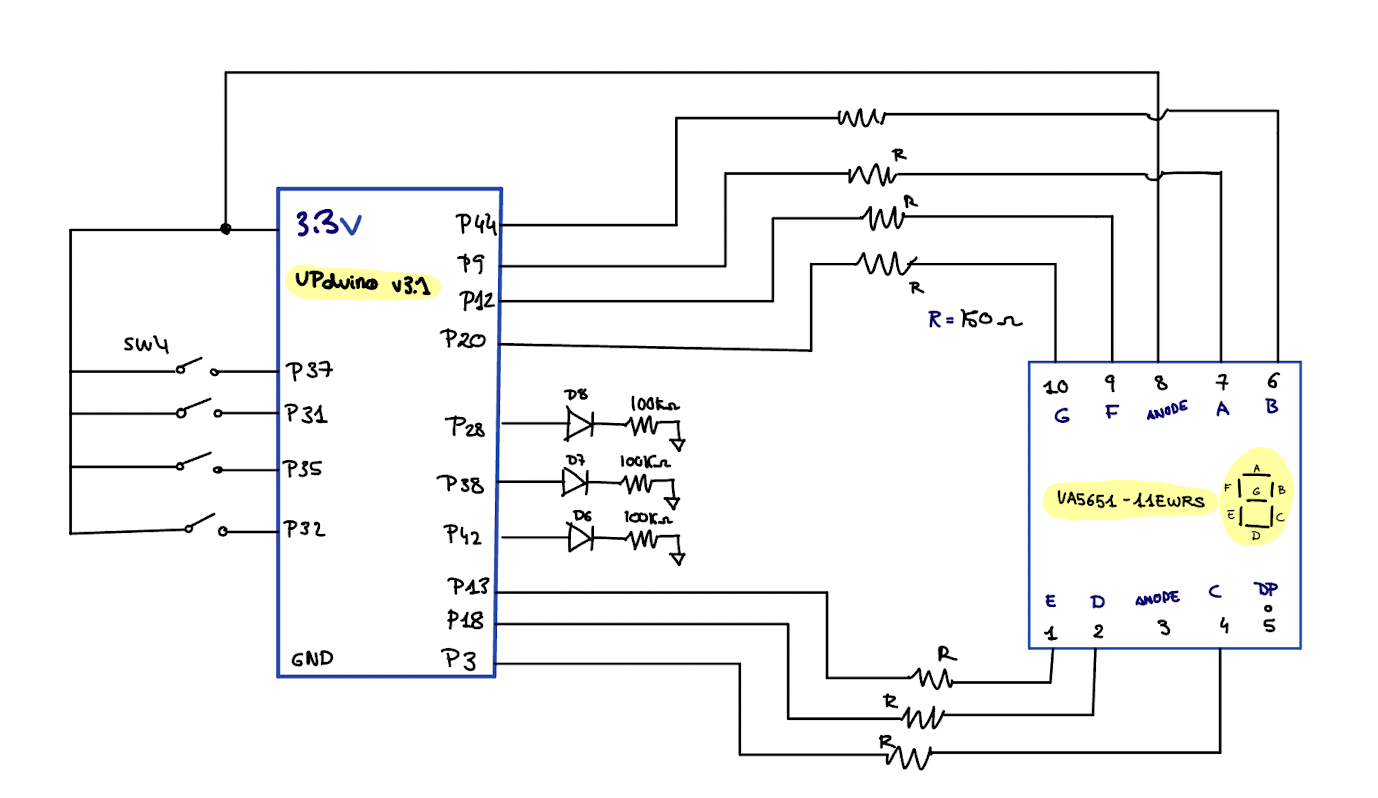 3.3V
UPduino v3.1
SW4
P37
P31
P35
P32
GND
P44
P9
P12
P20
P28
P38
P42
P13
P18
P3
R
R
R
R = 150 Ω
D8
100KΩ
D7
100KΩ
D6
100KΩ
R
R
R
10 9 8 7 6
G F ANODE A B
UA5651-11EWRS
A
F G B
E C
D
E D ANODE C DP
1 2 3 4 5